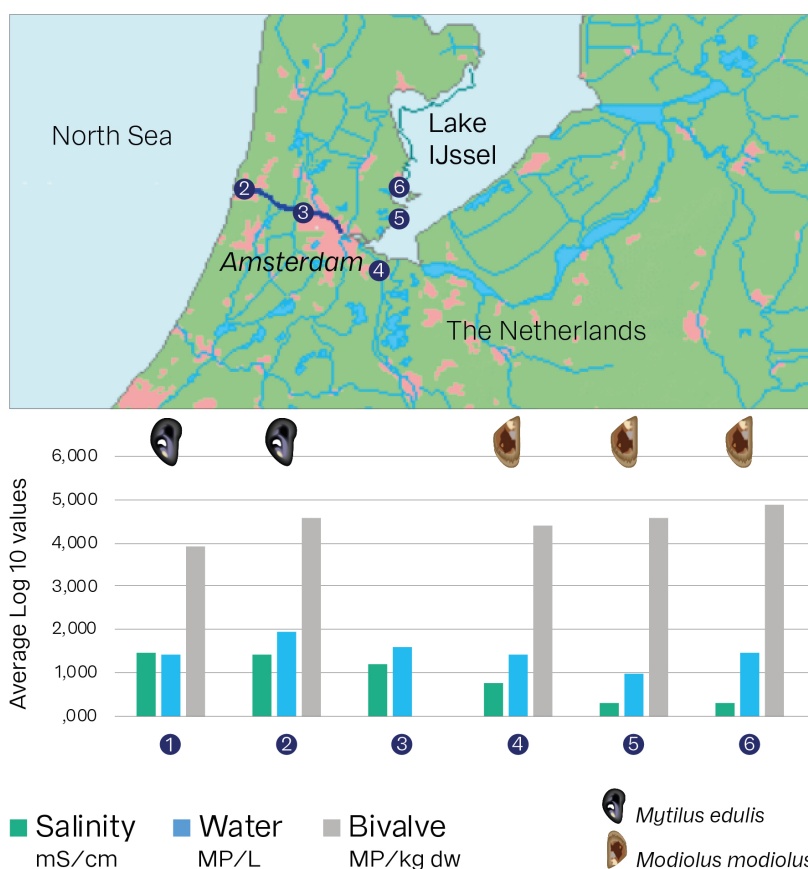 North Sea
Lake
IJssel
2
3
6
5
Amsterdam
4
The Netherlands
Average Log 10 values
6,000
5,000
4,000
3,000
2,000
1,000
,000
1
2
3
4
5
6
Salinity
mS/cm
Water
MP/L
Bivalve
MP/kg dw
Mytilus edulis
Modiolus modiolus